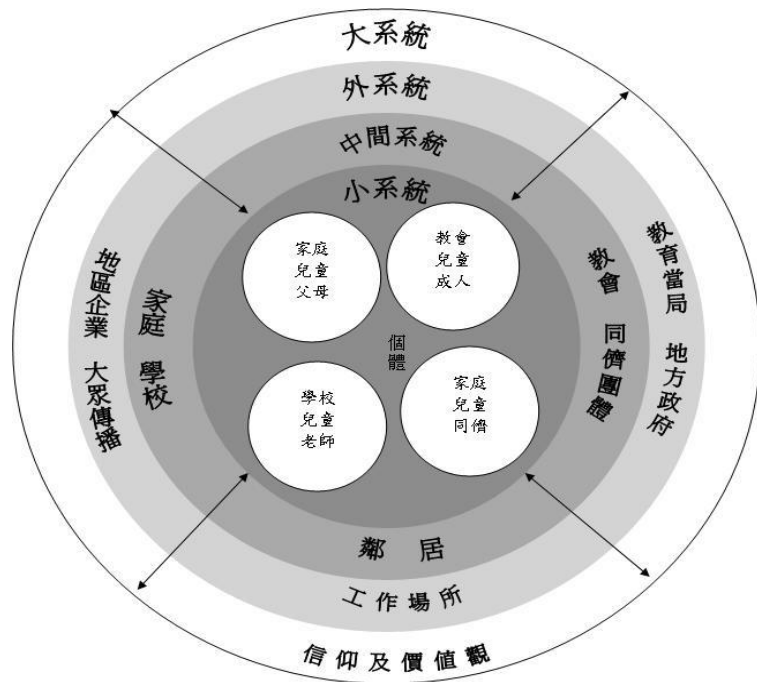 大系統
外系統
中間系統
小系統
家庭
兒童
父母
教會
兒童
成人
個體
學校
兒童
老師
家庭
兒童
同儕
地區企業 大眾傳播
家庭 學校
教會 同儕團體
教育當局 地方政府
鄰居
工作場所
信仰及價值觀